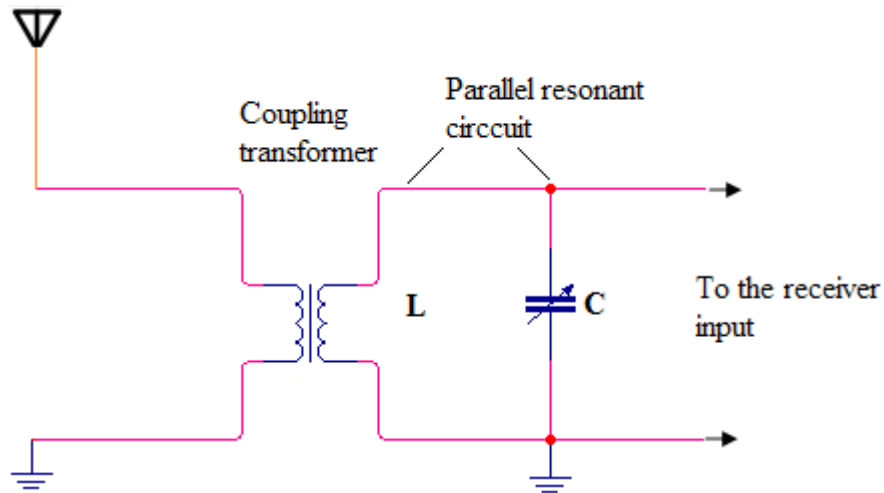 Coupling
transformer
Parallel resonant
circcuit
L
C
To the receiver
input